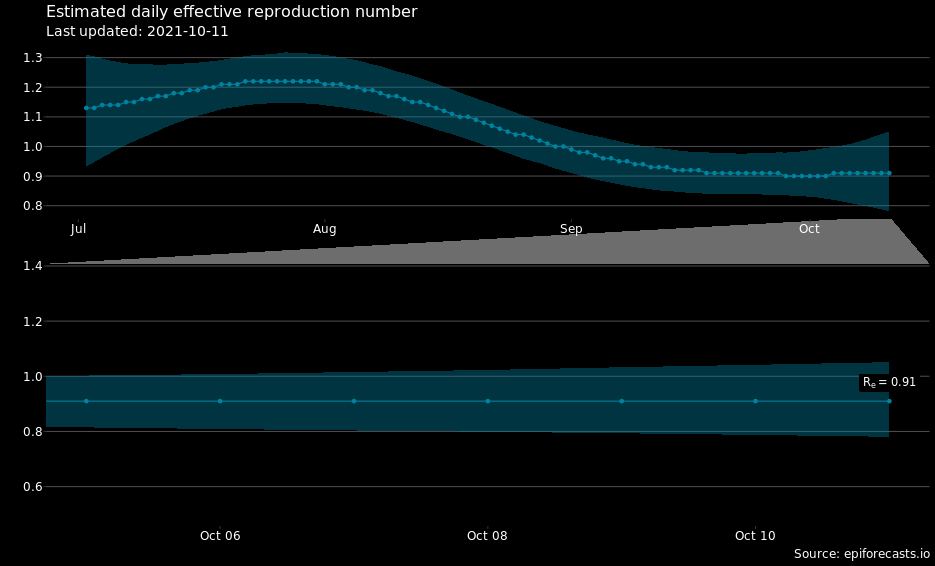 Estimated daily effective reproduction number
Last updated: 2021-10-11
1.3
1.2
1.1
1.0
0.9
0.8
Jul Aug Sep Oct
1.4
1.2
1.0
Re = 0.91
0.8
0.6
Oct 06 Oct 08 Oct 10
Source: epiforecasts.io